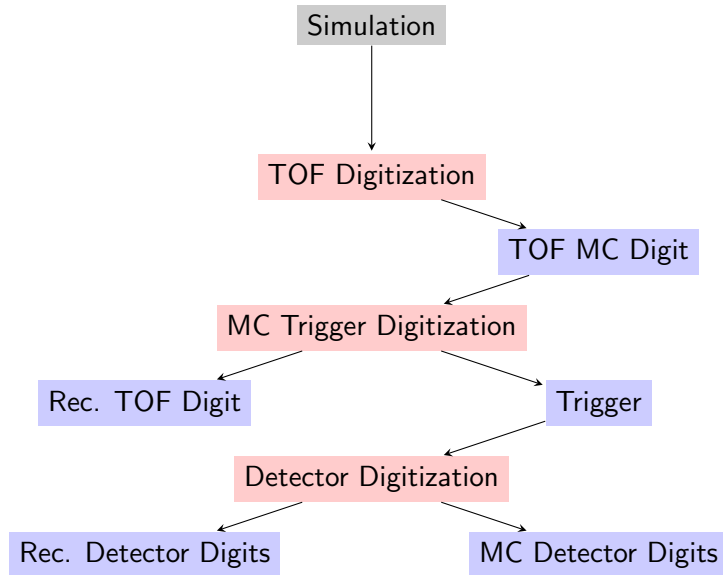 Simulation
TOF Digitization
TOF MC Digit
MC Trigger Digitization
Rec. TOF Digit
Trigger
Detector Digitization
Rec. Detector Digits
MC Detector Digits